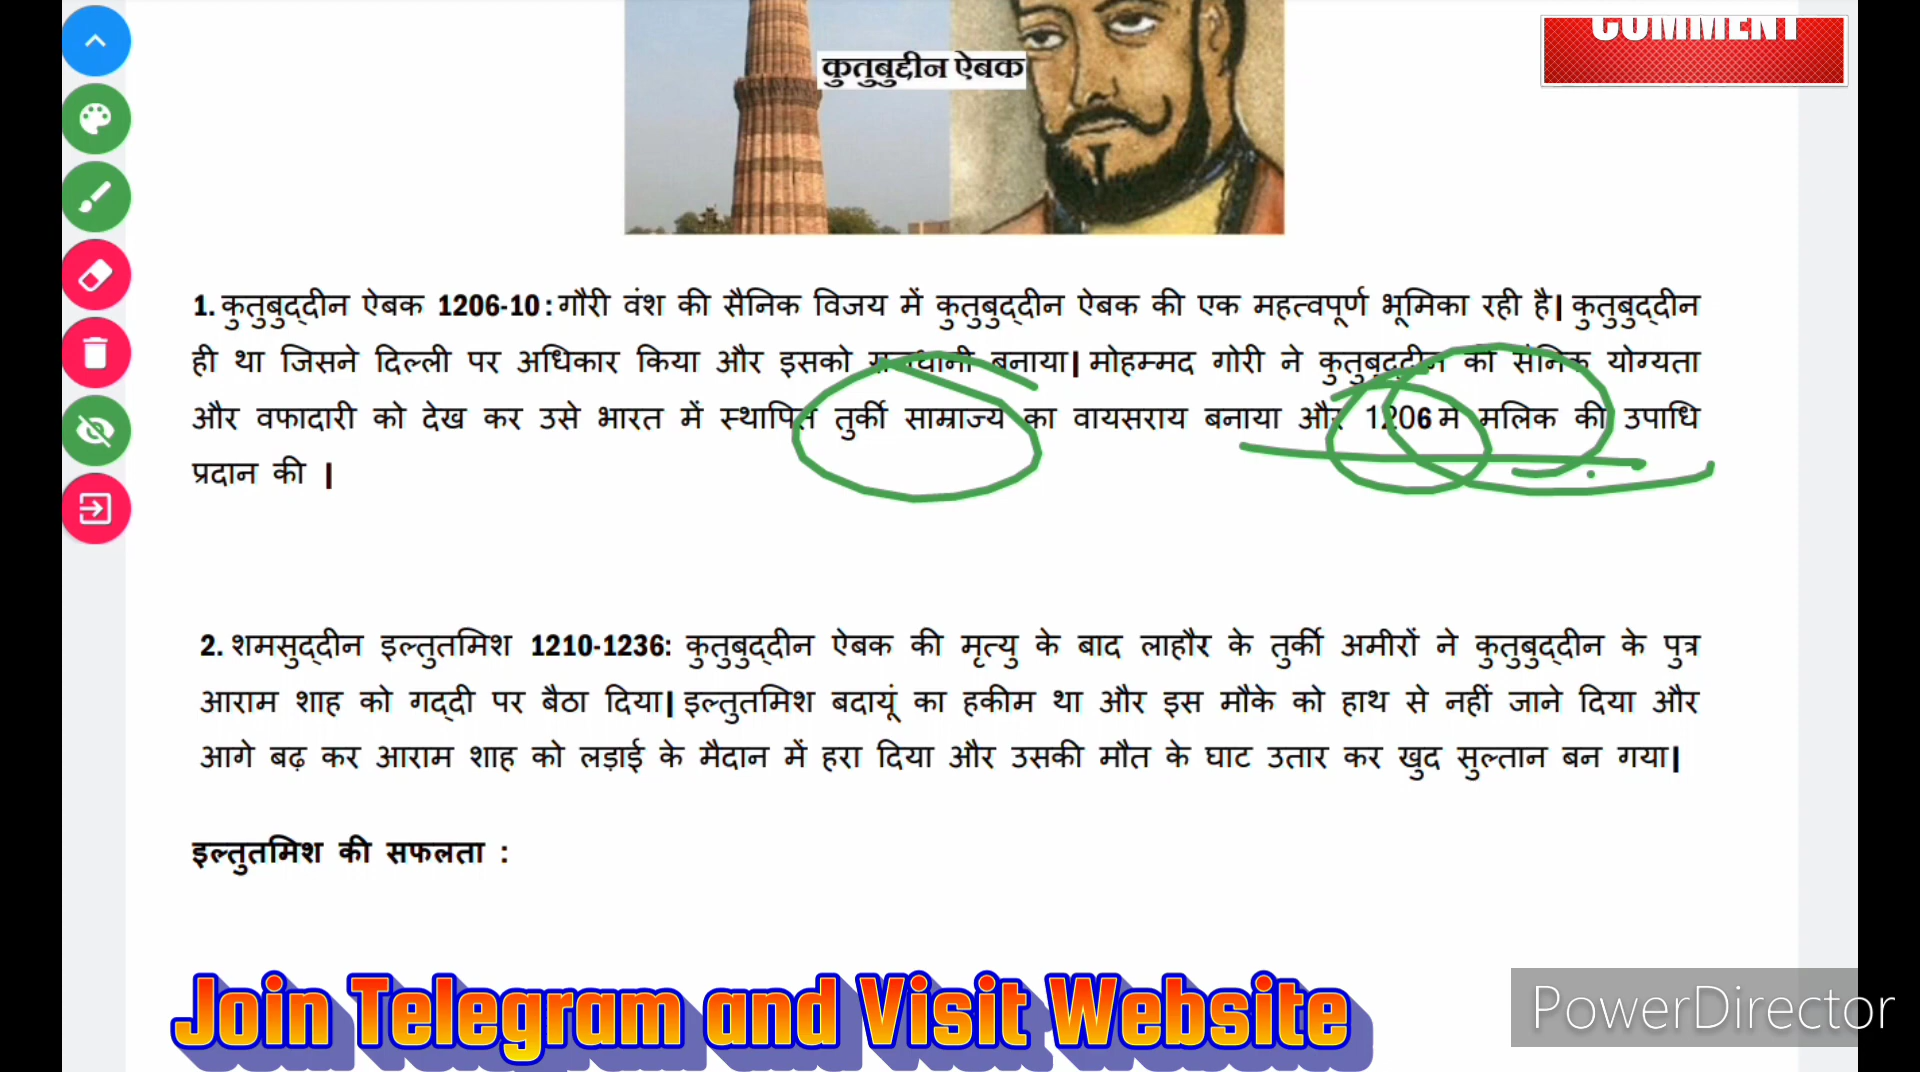 COMMENT
कुतुबुद्दीन ऐबक
1. कुतुबुद्दीन ऐबक 1206-10 : गौरी वंश की सैनिक विजय में कुतुबुद्दीन ऐबक की एक महत्वपूर्ण भूमिका रही है| कुतुबुद्दीन
ही था जिसने दिल्ली पर अधिकार किया और इसको राजधानी बनाया| मोहम्मद गोरी ने कुतुबुद्दीन की सैनिक योग्यता
और वफादारी को देख कर उसे भारत में स्थापित तुर्की साम्राज्य का वायसराय बनाया और 1206 में मलिक की उपाधि
प्रदान की |
2. शमसुद्दीन इल्तुतमिश 1210-1236: कुतुबुद्दीन ऐबक की मृत्यु के बाद लाहौर के तुर्की अमीरों ने कुतुबुद्दीन के पुत्र
आराम शाह को गद्दी पर बैठा दिया| इल्तुतमिश बदायूं का हकीम था और इस मौके को हाथ से नहीं जाने दिया और
आगे बढ़ कर आराम शाह को लड़ाई के मैदान में हरा दिया और उसकी मौत के घाट उतार कर खुद सुल्तान बन गया|
इल्तुतमिश की सफलता :
Join Telegram and Visit Website
PowerDirector